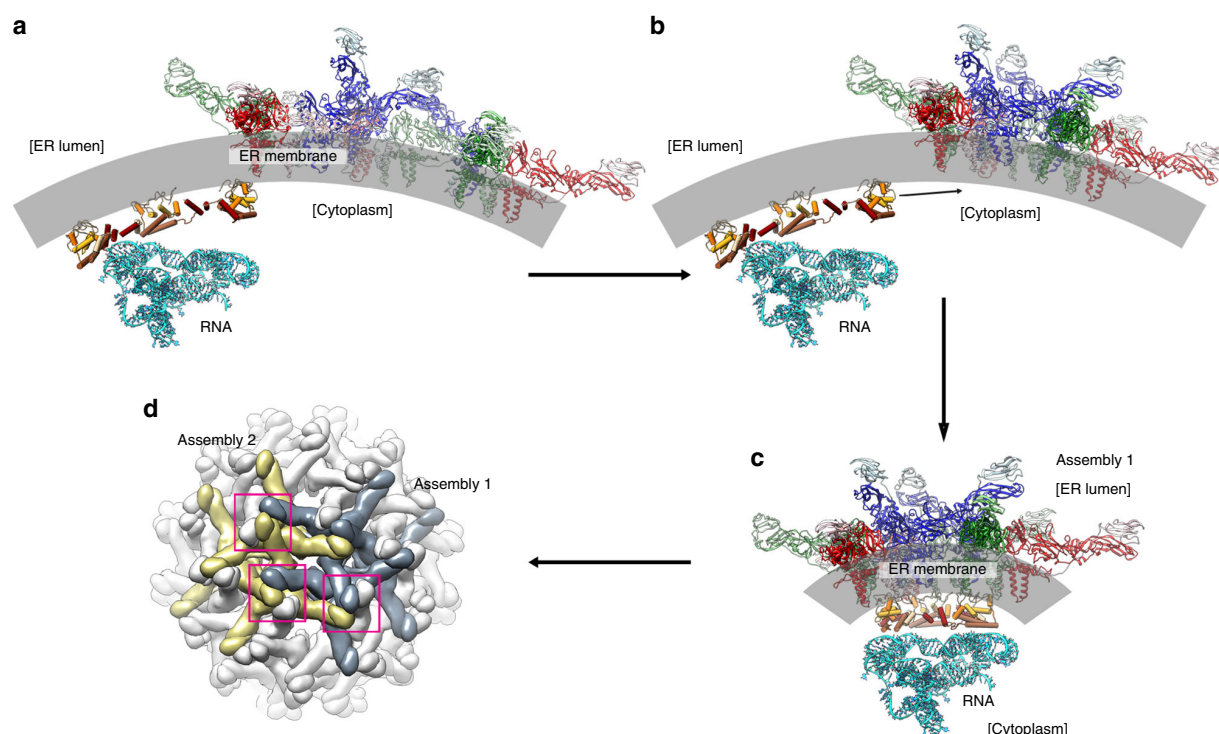 a
[ER lumen]
ER membrane
[Cytoplasm]
RNA
b
[ER lumen]
[Cytoplasm]
RNA
d
Assembly 2
Assembly 1
c
Assembly 1
[ER lumen]
ER membrane
RNA
[Cytoplasm]